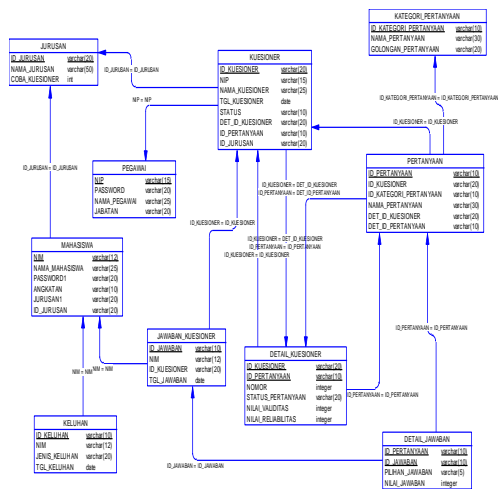 KATEGORI_PERTANYAAN
ID_KATEGORI_PERTANYAAN varchar(10)
NAMA_PERTANYAAN varchar(30)
GOLONGAN_PERTANYAAN varchar(20)
JURUSAN
ID_JURUSAN varchar(20)
NAMA_JURUSAN varchar(50)
COBA_KUESIONER int
KUESIONER
ID_KUESIONER varchar(20)
NIP varchar(15)
NAMA_KUESIONER varchar(25)
TGL_KUESIONER date
STATUS varchar(10)
DET_ID_KUESIONER varchar(20)
ID_PERTANYAAN varchar(10)
ID_JURUSAN varchar(20)
ID_JURUSAN = ID_JURUSAN
NIP = NIP
ID_KATEGORI_PERTANYAAN = ID_KATEGORI_PERTANYAAN
ID_KUESIONER = ID_KUESIONER
PEGAWAI
NIP varchar(15)
PASSWORD varchar(20)
NAMA_PEGAWAI varchar(25)
JABATAN varchar(20)
PERTANYAAN
ID_PERTANYAAN varchar(10)
ID_KUESIONER varchar(20)
ID_KATEGORI_PERTANYAAN varchar(10)
NAMA_PERTANYAAN varchar(30)
DET_ID_KUESIONER varchar(20)
DET_ID_PERTANYAAN varchar(10)
ID_JURUSAN = ID_JURUSAN
ID_KUESIONER = DET_ID_KUESIONER
ID_PERTANYAAN = DET_ID_PERTANYAAN
ID_KUESIONER = ID_KUESIONER
ID_KUESIONER = DET_ID_KUESIONER
ID_PERTANYAAN = ID_PERTANYAAN
ID_KUESIONER = ID_KUESIONER
MAHASISWA
NIM varchar(12)
NAMA_MAHASISWA varchar(25)
PASSWORD1 varchar(20)
ANGKATAN varchar(10)
JURUSAN1 varchar(20)
ID_JURUSAN varchar(20)
JAWABAN_KUESIONER
ID_JAWABAN varchar(10)
NIM varchar(12)
ID_KUESIONER varchar(20)
TGL_JAWABAN date
ID_PERTANYAAN = ID_PERTANYAAN
DETAIL_KUESIONER
ID_KUESIONER varchar(20)
ID_PERTANYAAN varchar(10)
NOMOR integer
STATUS_PERTANYAAN varchar(20)
NILAI_VALIDITAS integer
NILAI_RELIABILITAS integer
NIM = NIM
NIM = NIM
ID_PERTANYAAN = ID_PERTANYAAN
KELUHAN
ID_KELUHAN varchar(10)
NIM varchar(12)
JENIS_KELUHAN varchar(20)
TGL_KELUHAN date
DETAIL_JAWABAN
ID_PERTANYAAN varchar(10)
ID_JAWABAN varchar(10)
PILIHAN_JAWABAN varchar(5)
NILAI_JAWABAN integer
ID_JAWABAN = ID_JAWABAN